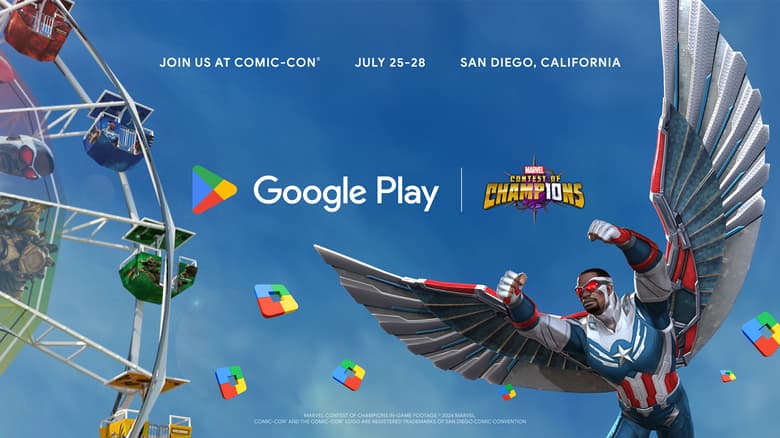 JOIN US AT COMIC-CON® JULY 25-28 SAN DIEGO, CALIFORNIA
Google Play
MARVEL
CONTEST OF
CHAMP10NS
MARVEL CONTEST OF CHAMPIONS IN-GAME FOOTAGE © 2024 MARVEL
COMIC-CON® AND THE COMIC-CON® LOGO ARE REGISTERED TRADEMARKS OF SAN DIEGO COMIC CONVENTION